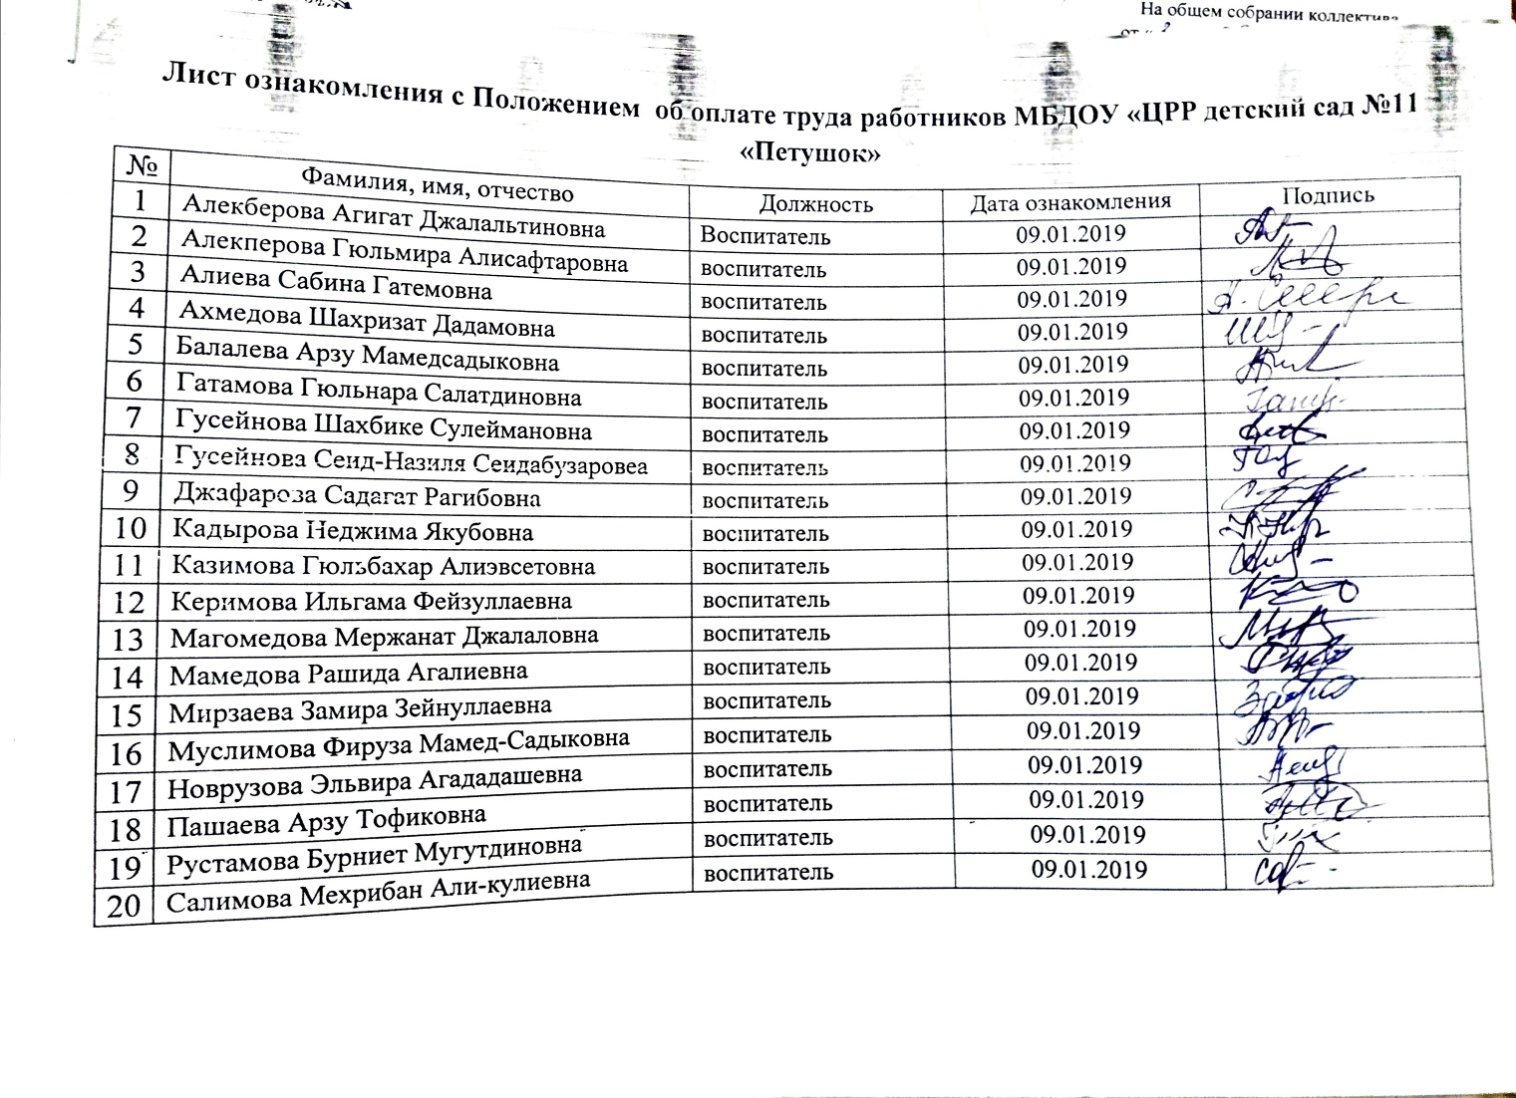 На общем собрании коллектива
Лист ознакомления с Положением об оплате труда работников МБДОУ «ЦРР детский сад №11
«Петушок»
№ Фамилия, имя, отчество Должность Дата ознакомления Подпись
1 Алекберова Агигат Джалальтиновна Воспитатель 09.01.2019
2 Алекперова Гюльмира Алисафтаровна воспитатель 09.01.2019
3 Алиева Сабина Гатемовна воспитатель 09.01.2019
4 Ахмедова Шахризат Дадамовна воспитатель 09.01.2019
5 Балалева Арзу Мамедсадыковна воспитатель 09.01.2019
6 Гатамова Гюльнара Салатдиновна воспитатель 09.01.2019
7 Гусейнова Шахбике Сулеймановна воспитатель 09.01.2019
8 Гусейнова Сеид-Назиля Сеидабузаровеа воспитатель 09.01.2019
9 Джафарова Садагат Рагибовна воспитатель 09.01.2019
10 Кадырова Неджима Якубовна воспитатель 09.01.2019
11 Казимова Гюльбахар Алиэвсетовна воспитатель 09.01.2019
12 Керимова Ильгама Фейзуллаевна воспитатель 09.01.2019
13 Магомедова Мержанат Джалаловна воспитатель 09.01.2019
14 Мамедова Рашида Агалиевна воспитатель 09.01.2019
15 Мирзаева Замира Зейнуллаевна воспитатель 09.01.2019
16 Муслимова Фируза Мамед-Садыковна воспитатель 09.01.2019
17 Новрузова Эльвира Агададашевна воспитатель 09.01.2019
18 Пашаева Арзу Тофиковна воспитатель 09.01.2019
19 Рустамова Бурниет Мугутдиновна воспитатель 09.01.2019
20 Салимова Мехрибан Али-кулиевна воспитатель 09.01.2019